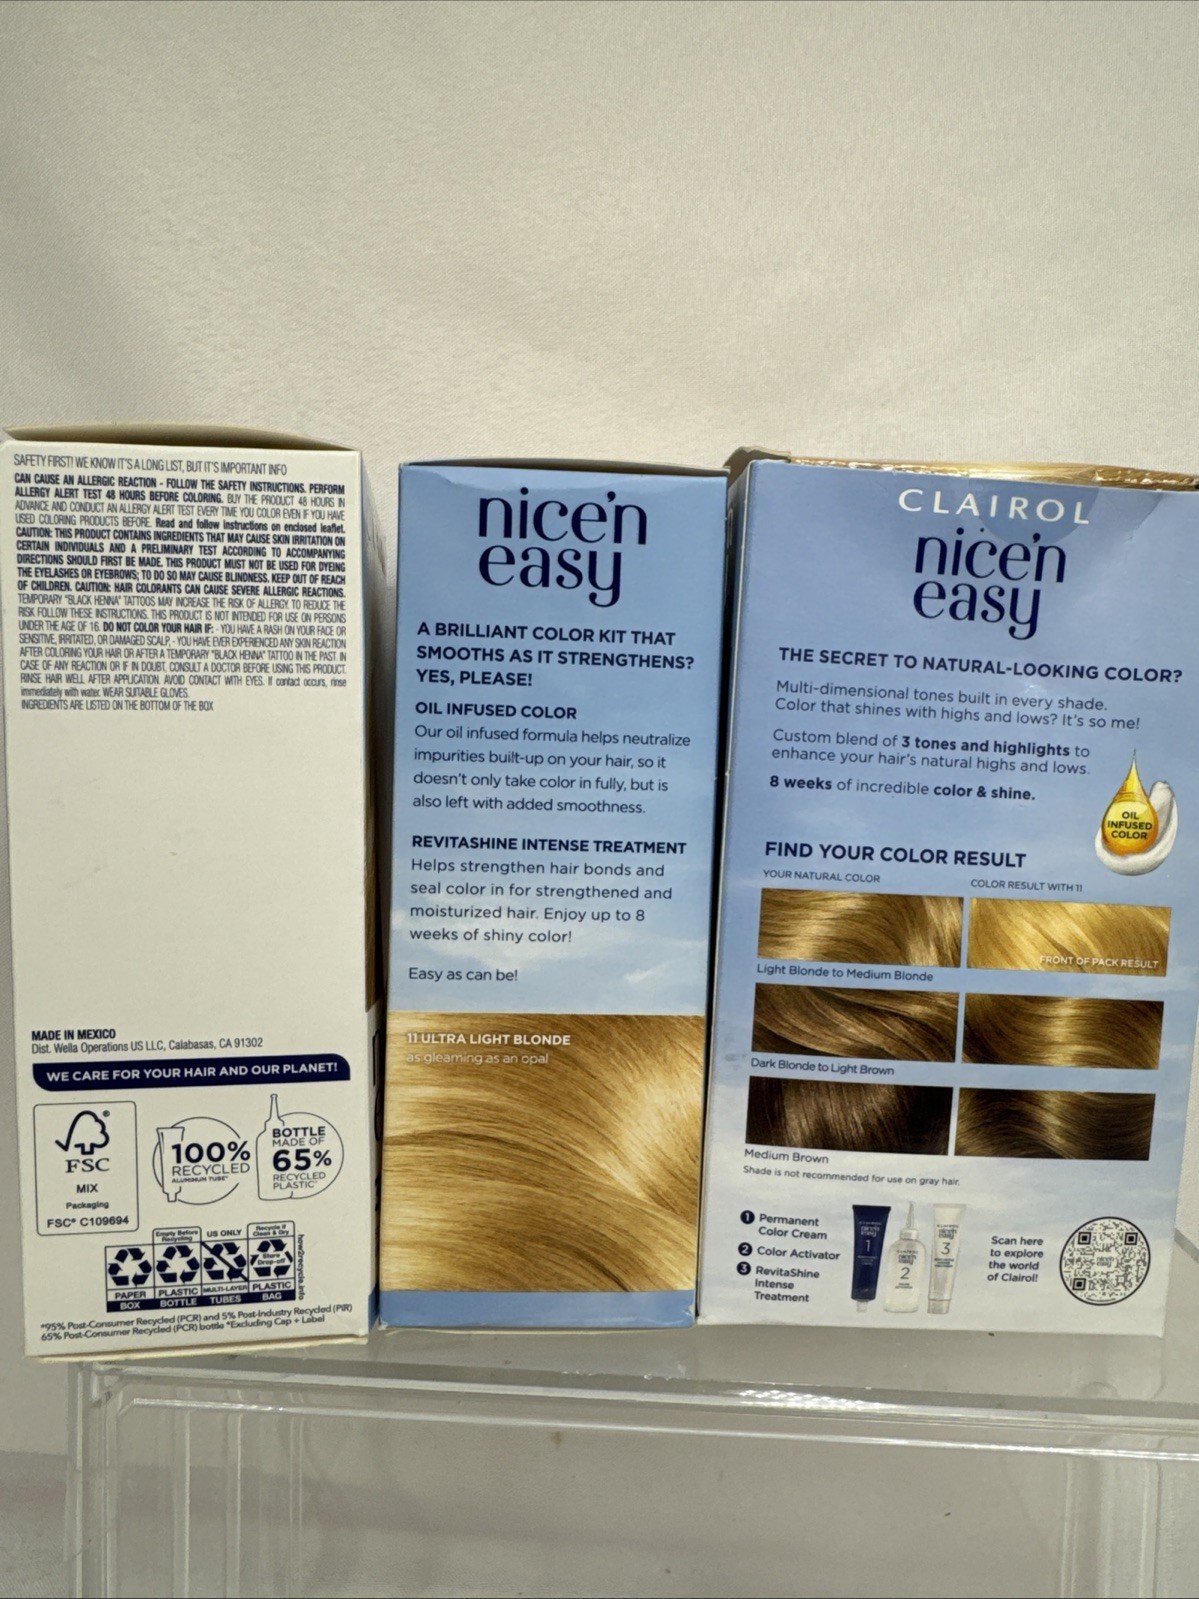 SAFETY FIRST! WE KNOW IT'S A LONG LIST, BUT IT'S IMPORTANT INFO
CAN CAUSE AN ALLERGIC REACTION - FOLLOW THE SAFETY INSTRUCTIONS. PERFORM
ALLERGY ALERT TEST 48 HOURS BEFORE COLORING. BUY THE PRODUCT 48 HOURS IN
ADVANCE AND CONDUCT AN ALLERGY ALERT TEST EVERY TIME YOU COLOR EVEN IF YOU HAVE
USED COLORING PRODUCTS BEFORE. Read and follow instructions on enclosed leaflet.
CAUTION: THIS PRODUCT CONTAINS INGREDIENTS THAT MAY CAUSE SKIN IRRITATION ON
CERTAIN INDIVIDUALS AND A PRELIMINARY TEST ACCORDING TO ACCOMPANYING
DIRECTIONS SHOULD FIRST BE MADE. THIS PRODUCT MUST NOT BE USED FOR DYEING
THE EYELASHES OR EYEBROWS; TO DO SO MAY CAUSE BLINDNESS. KEEP OUT OF REACH
OF CHILDREN. CAUTION: HAIR COLORANTS CAN CAUSE SEVERE ALLERGIC REACTIONS.
TEMPORARY "BLACK HENNA" TATTOOS MAY INCREASE THE RISK OF ALLERGY. TO REDUCE THE
RISK FOLLOW THESE INSTRUCTIONS. THIS PRODUCT IS NOT INTENDED FOR USE ON PERSONS
UNDER THE AGE OF 16. DO NOT COLOR YOUR HAIR IF: - YOU HAVE A RASH ON YOUR FACE OR
SENSITIVE, IRRITATED, OR DAMAGED SCALP, - YOU HAVE EVER EXPERIENCED ANY SKIN REACTION
AFTER COLORING YOUR HAIR OR AFTER A TEMPORARY "BLACK HENNA" TATTOO IN THE PAST. IN
CASE OF ANY REACTION OR IF IN DOUBT, CONSULT A DOCTOR BEFORE USING THIS PRODUCT.
RINSE HAIR WELL AFTER APPLICATION. AVOID CONTACT WITH EYES. If contact occurs, rinse
immediately with water. WEAR SUITABLE GLOVES.
INGREDIENTS ARE LISTED ON THE BOTTOM OF THE BOX
MADE IN MEXICO
Dist. Wella Operations US LLC, Calabasas, CA 91302
WE CARE FOR YOUR HAIR AND OUR PLANET!
FSC
MIX
Packaging
FSC® C109694
100%
RECYCLED
ALUMINUM TUBE*
BOTTLE
MADE OF
65%
RECYCLED
PLASTIC*
Empty Before
Recycling
US ONLY
Recycle if
Clean & Dry
Store
Drop-off
how2recycle.info
PAPER
BOX
PLASTIC
BOTTLE
MULTI-LAYER
TUBES
PLASTIC
BAG
*95% Post-Consumer Recycled (PCR) and 5% Post-Industry Recycled (PIR)
65% Post-Consumer Recycled (PCR) bottle *Excluding Cap + Label
nice'n
easy
A BRILLIANT COLOR KIT THAT
SMOOTHS AS IT STRENGTHENS?
YES, PLEASE!
OIL INFUSED COLOR
Our oil infused formula helps neutralize
impurities built-up on your hair, so it
doesn't only take color in fully, but is
also left with added smoothness.
REVITASHINE INTENSE TREATMENT
Helps strengthen hair bonds and
seal color in for strengthened and
moisturized hair. Enjoy up to 8
weeks of shiny color!
Easy as can be!
11 ULTRA LIGHT BLONDE
as gleaming as an opal
CLAIROL
nice'n
easy
THE SECRET TO NATURAL-LOOKING COLOR?
Multi-dimensional tones built in every shade.
Color that shines with highs and lows? It's so me!
Custom blend of 3 tones and highlights to
enhance your hair's natural highs and lows.
8 weeks of incredible color & shine.
OIL
INFUSED
COLOR
FIND YOUR COLOR RESULT
YOUR NATURAL COLOR
COLOR RESULT WITH 11
FRONT OF PACK RESULT
Light Blonde to Medium Blonde
Dark Blonde to Light Brown
Medium Brown
Shade is not recommended for use on gray hair.
1 Permanent
Color Cream
2 Color Activator
3 RevitaShine
Intense
Treatment
1
2
3
Scan here
to explore
the world
of Clairol!